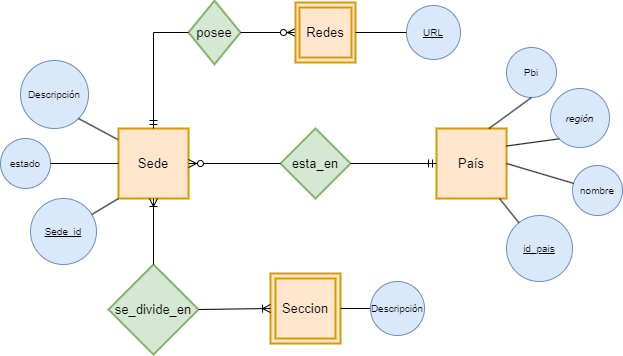 posee
Redes
URL
Pbi
Descripción
región
estado
Sede
esta_en
País
nombre
Sede_id
id_pais
se_divide_en
Seccion
Descripción